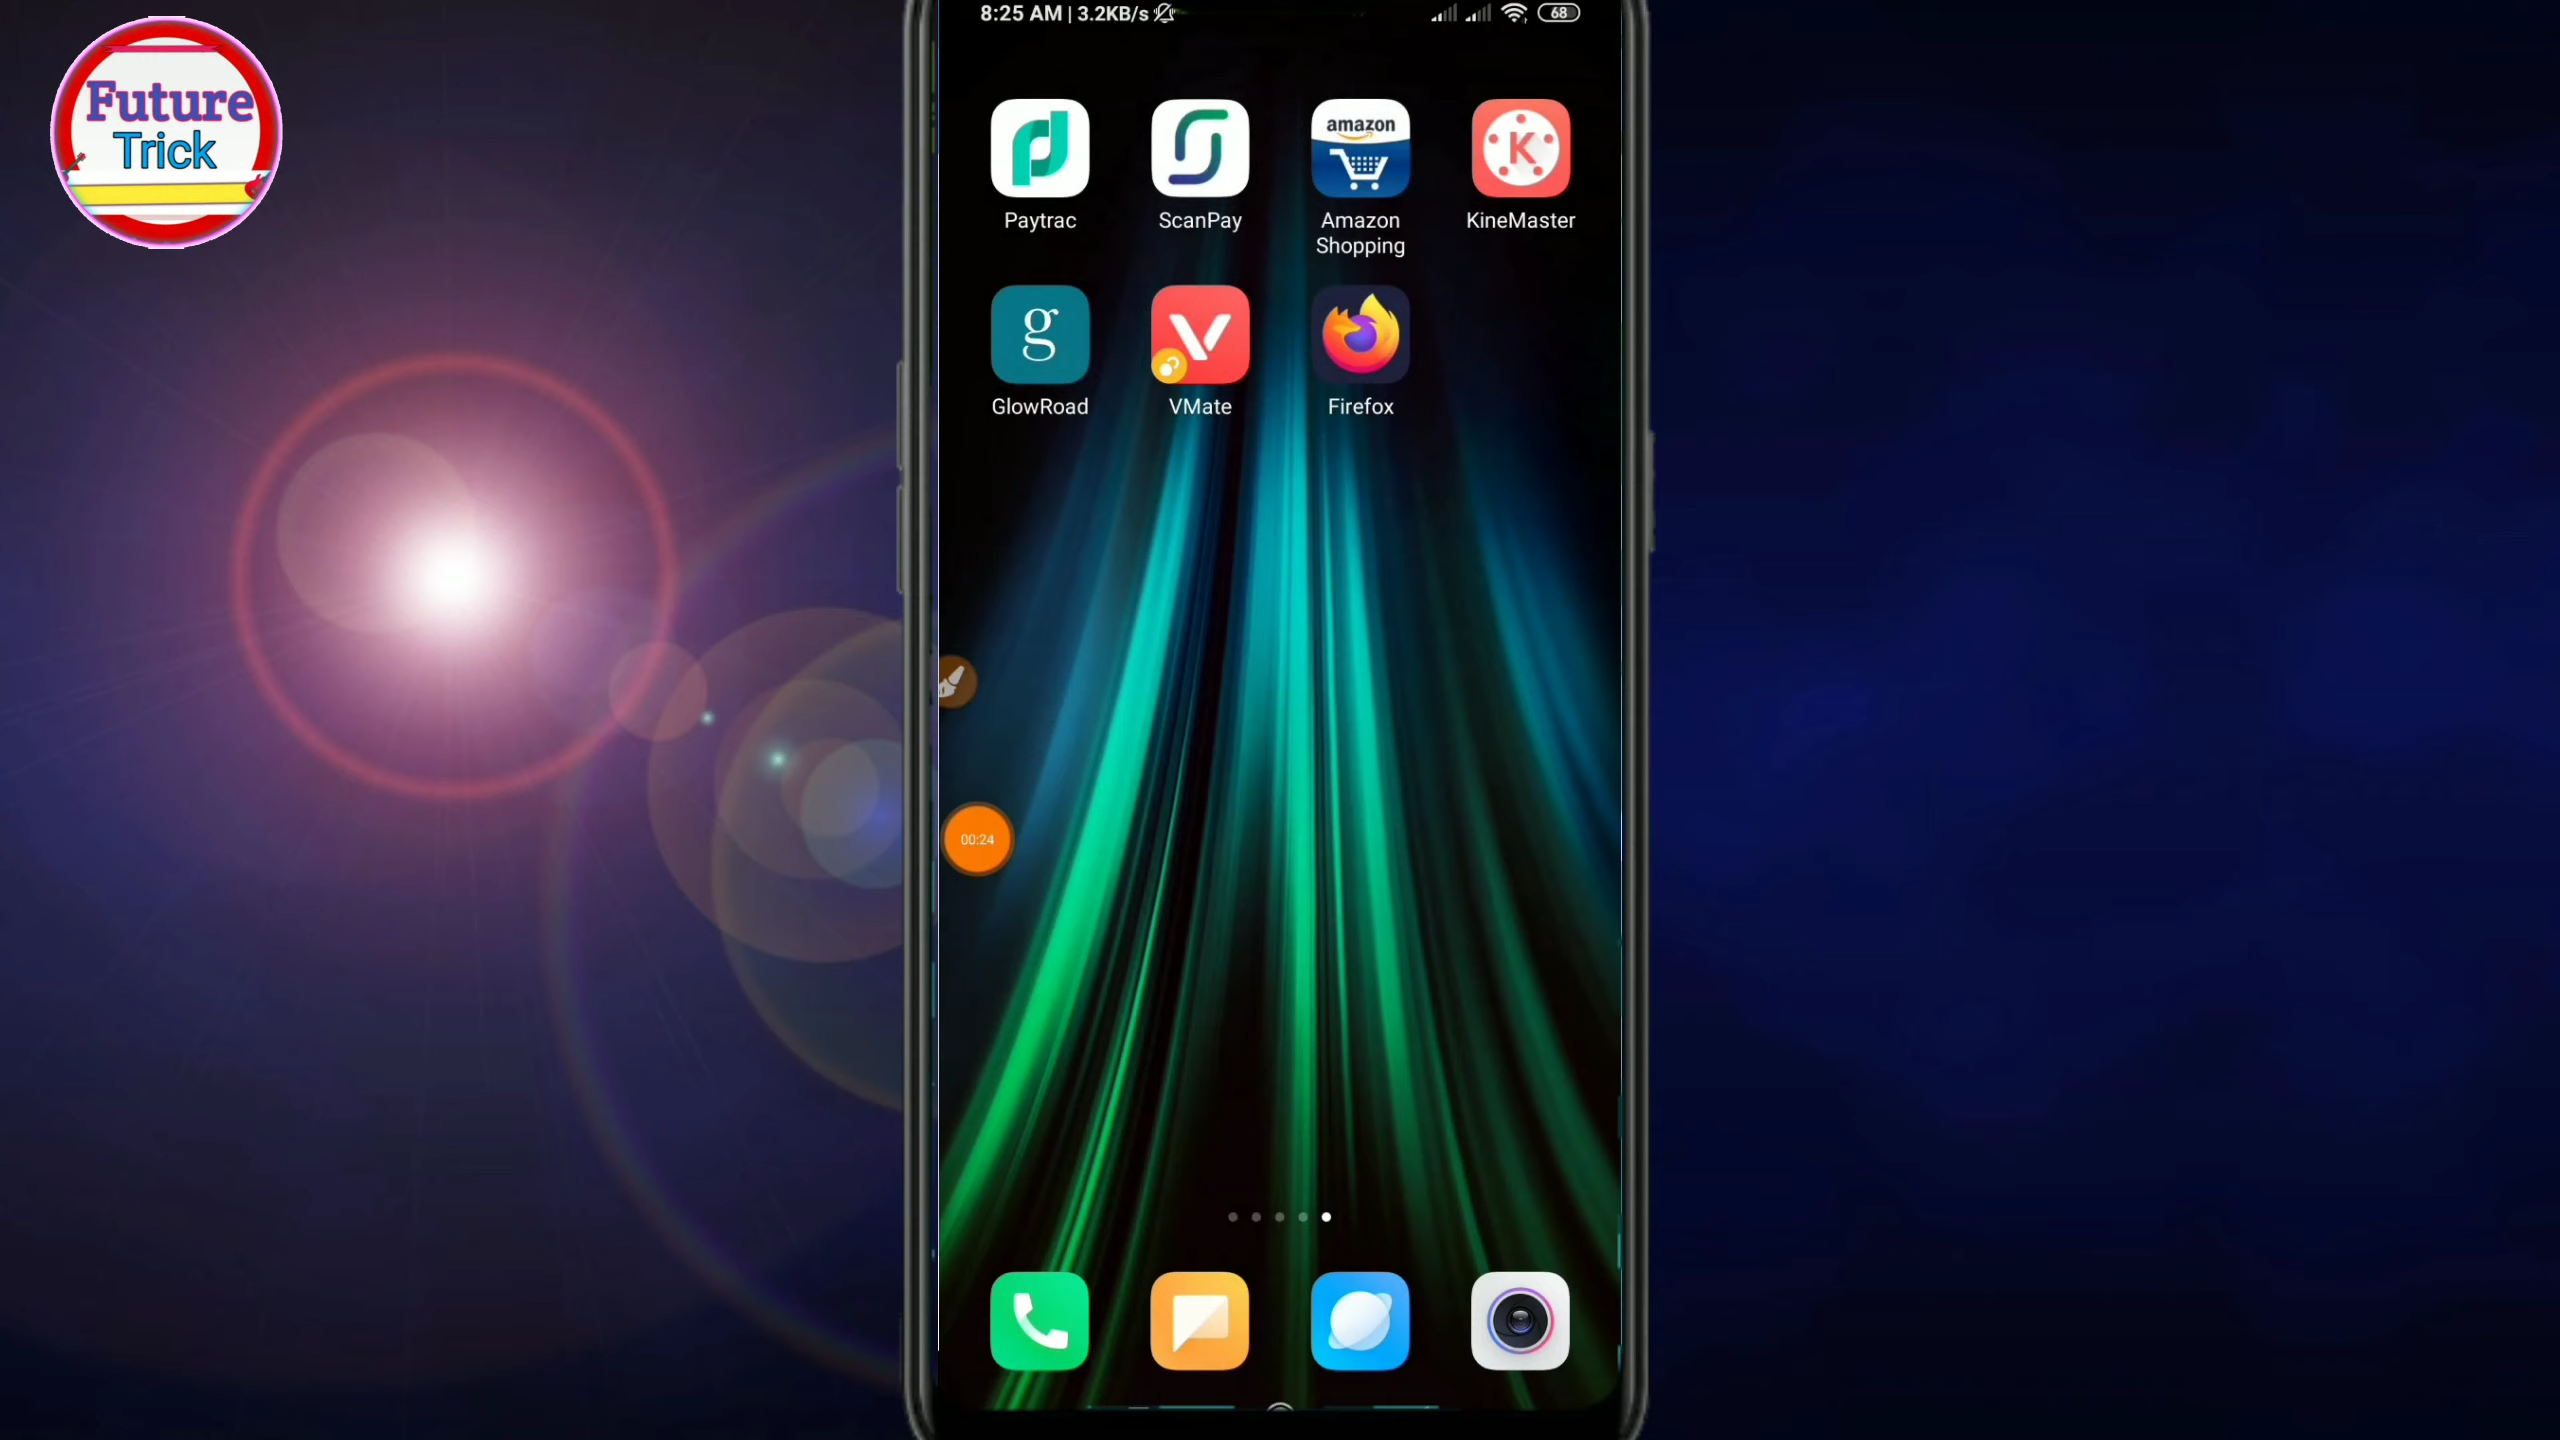 Future
Trick
8:25 AM | 3.2KB/s
68
amazon
K
Paytrac
ScanPay
Amazon
Shopping
KineMaster
g
GlowRoad
VMate
Firefox
00:24